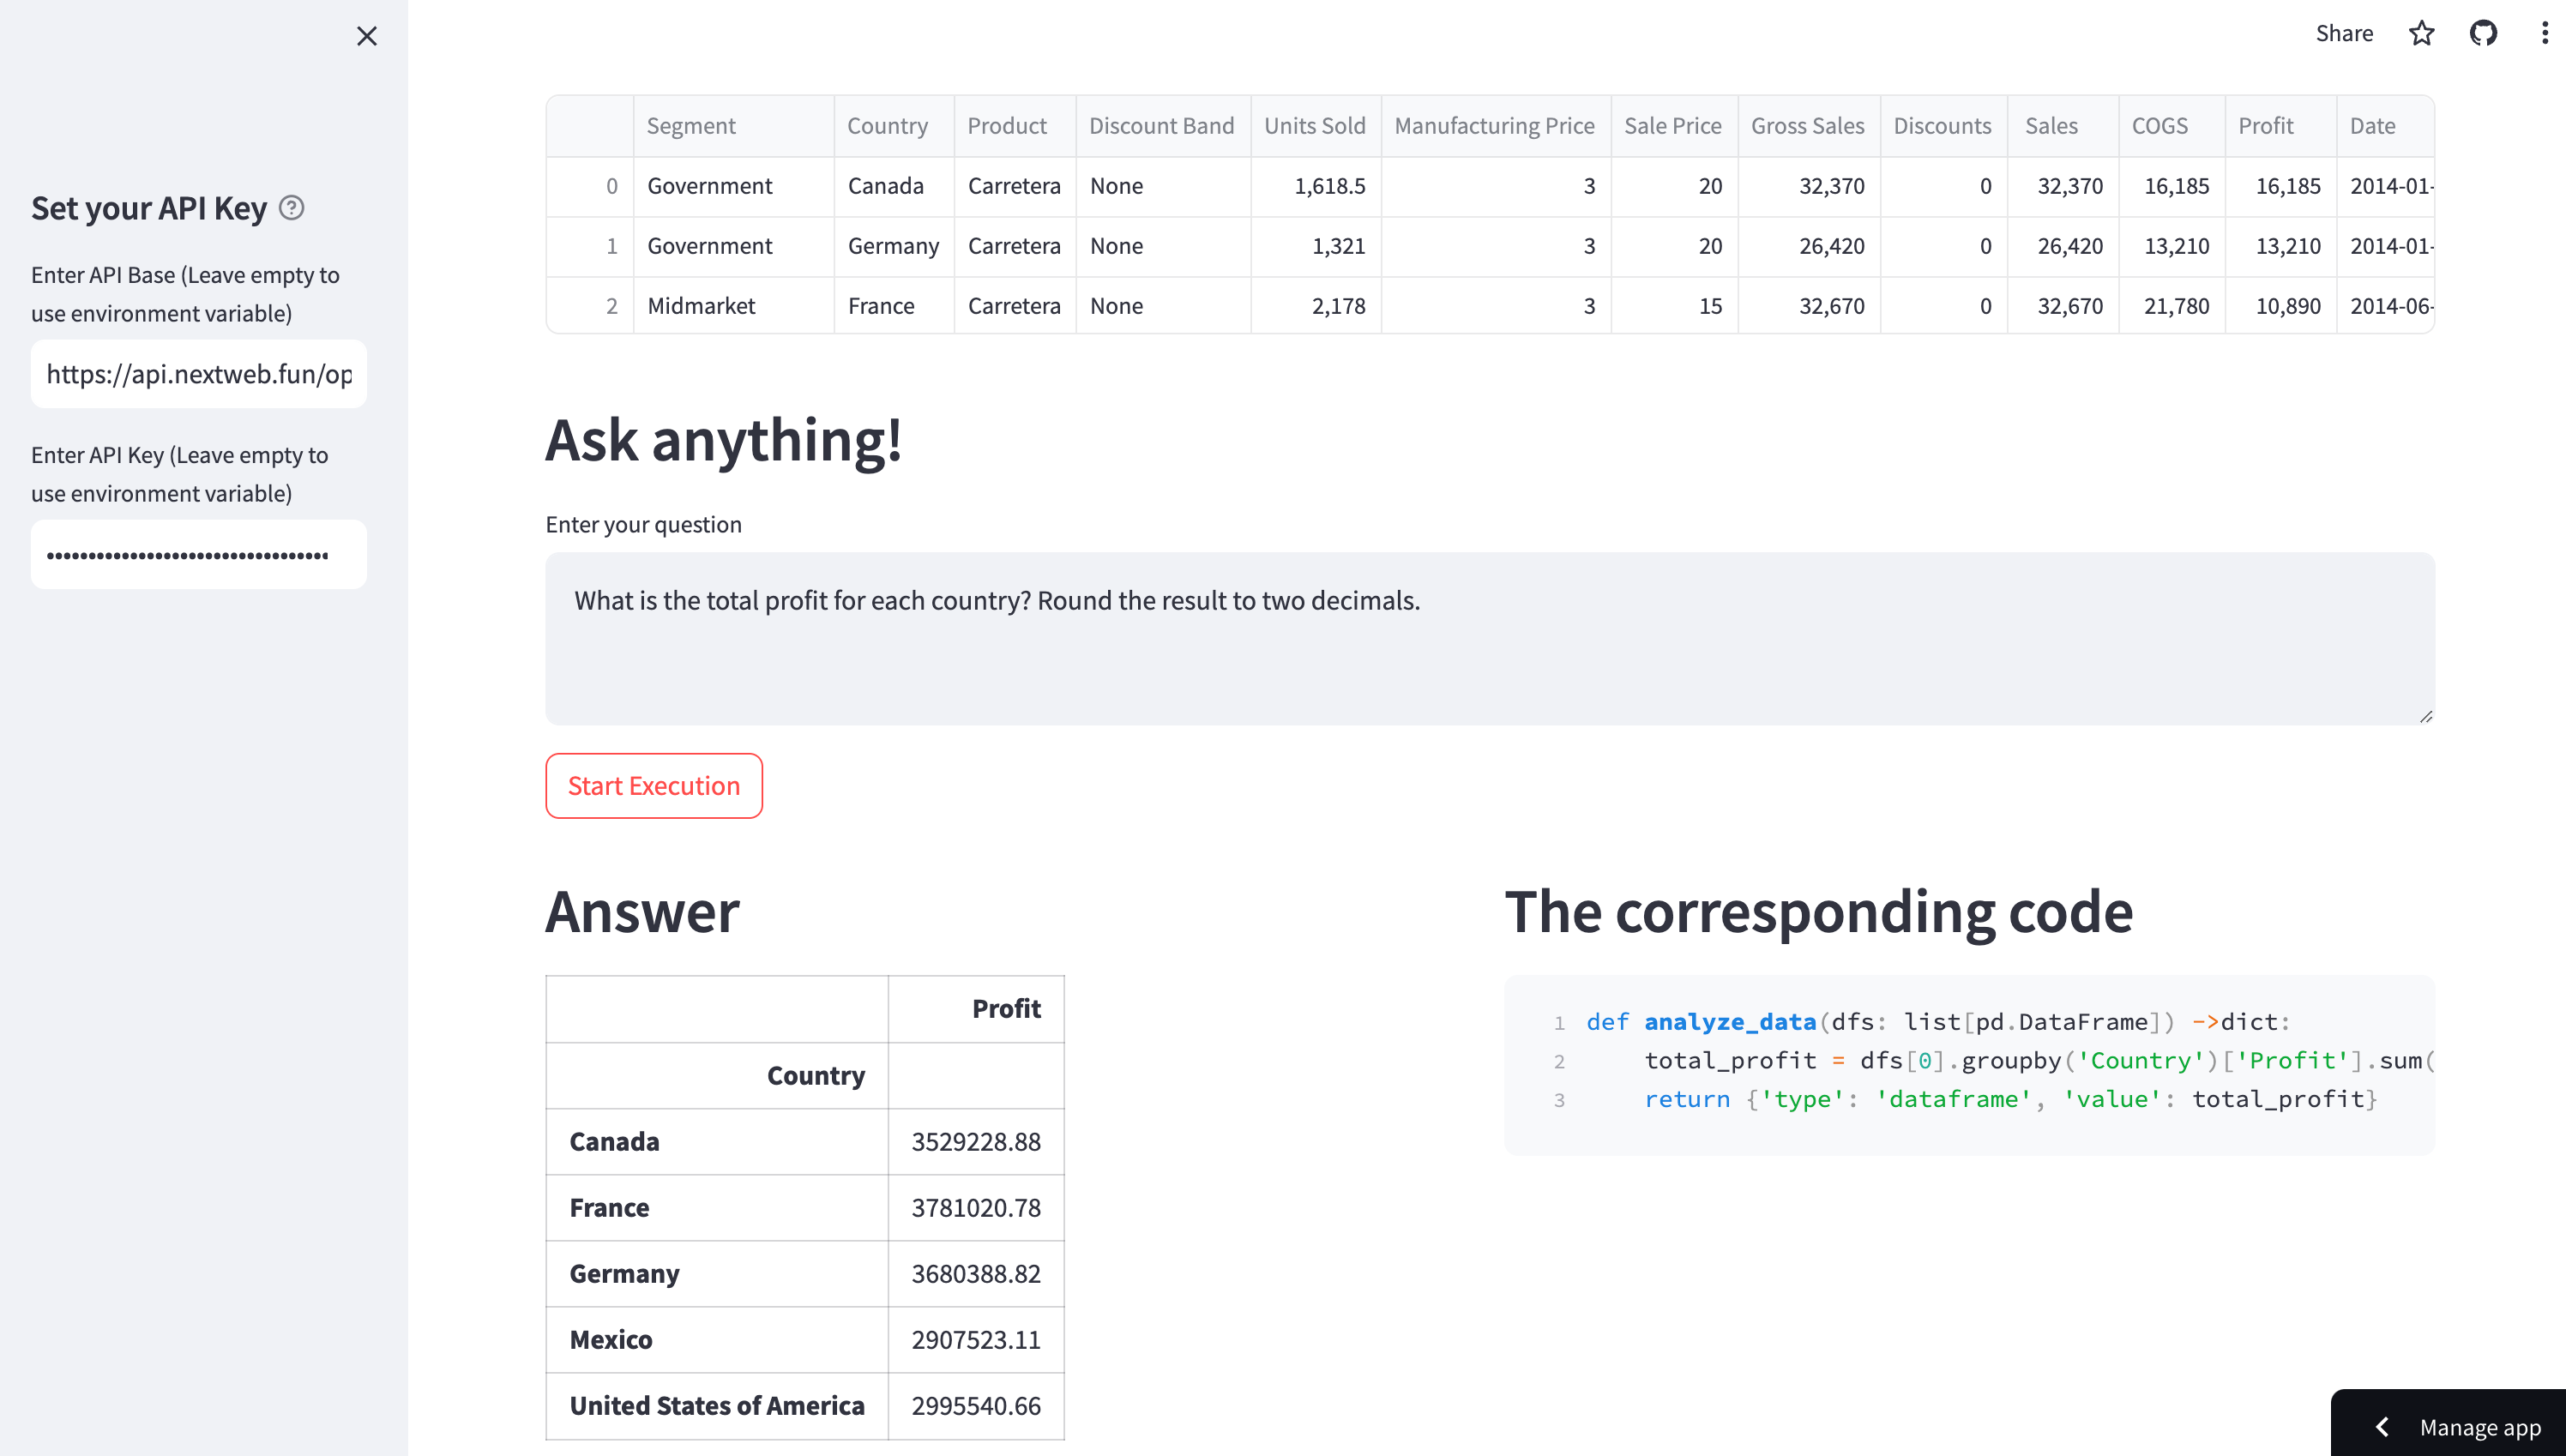 Share
Set your API Key
Enter API Base (Leave empty to
use environment variable)
https://api.nextweb.fun/op
Enter API Key (Leave empty to
use environment variable)
••••••••••••••••••••••••••••••••••
Segment Country Product Discount Band Units Sold Manufacturing Price Sale Price Gross Sales Discounts Sales COGS Profit Date
0 Government Canada Carretera None 1,618.5 3 20 32,370 0 32,370 16,185 16,185 2014-01-
1 Government Germany Carretera None 1,321 3 20 26,420 0 26,420 13,210 13,210 2014-01-
2 Midmarket France Carretera None 2,178 3 15 32,670 0 32,670 21,780 10,890 2014-06-
Ask anything!
Enter your question
What is the total profit for each country? Round the result to two decimals.
Start Execution
Answer
Profit
Country
Canada 3529228.88
France 3781020.78
Germany 3680388.82
Mexico 2907523.11
United States of America 2995540.66
The corresponding code
1 def analyze_data(dfs: list[pd.DataFrame]) ->dict:
2 total_profit = dfs[0].groupby('Country')['Profit'].sum(
3 return {'type': 'dataframe', 'value': total_profit}
Manage app